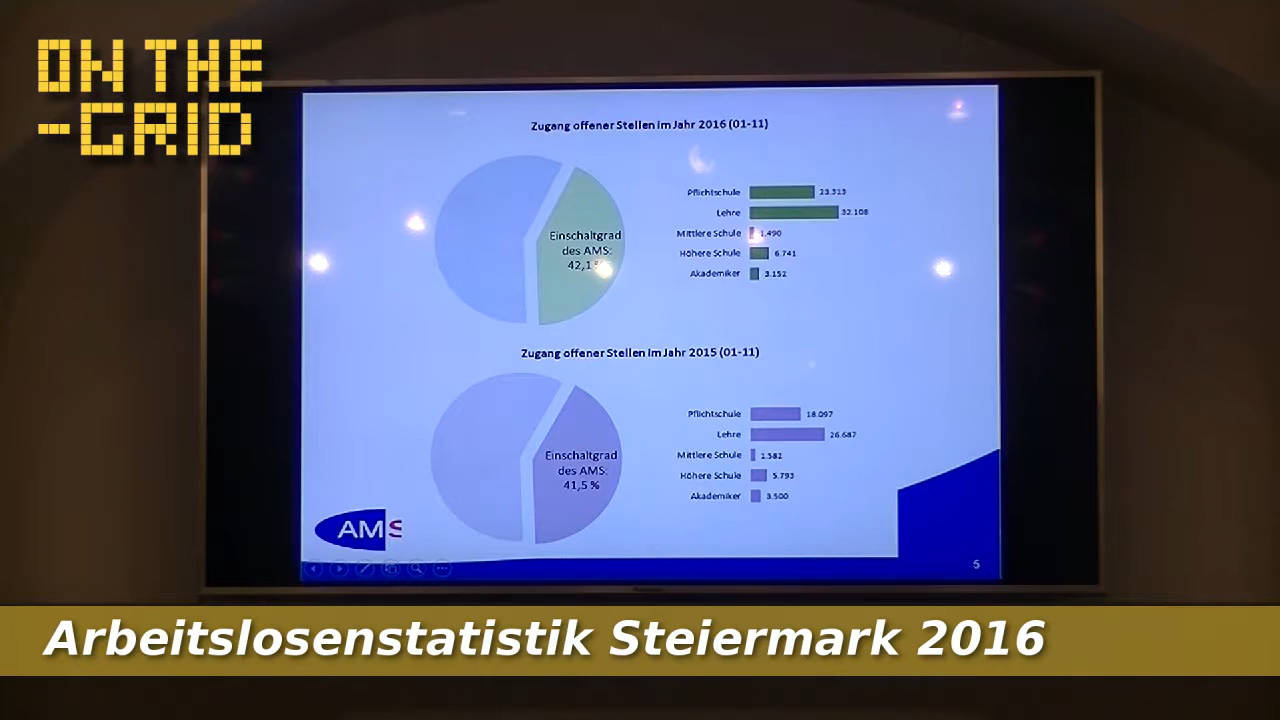 ON THE
-GRID
Zugang offener Stellen im Jahr 2016 (01-11)
Einschaltgrad
des AMS:
42,1
Pflichtschule 23.313
Lehre 32.108
Mittlere Schule 1.490
Höhere Schule 6.741
Akademiker 3.152
Zugang offener Stellen im Jahr 2015 (01-11)
Einschaltgrad
des AMS:
41,5 %
Pflichtschule 18.097
Lehre 26.687
Mittlere Schule 1.582
Höhere Schule 5.793
Akademiker 3.500
AMS
5
Arbeitslosenstatistik Steiermark 2016